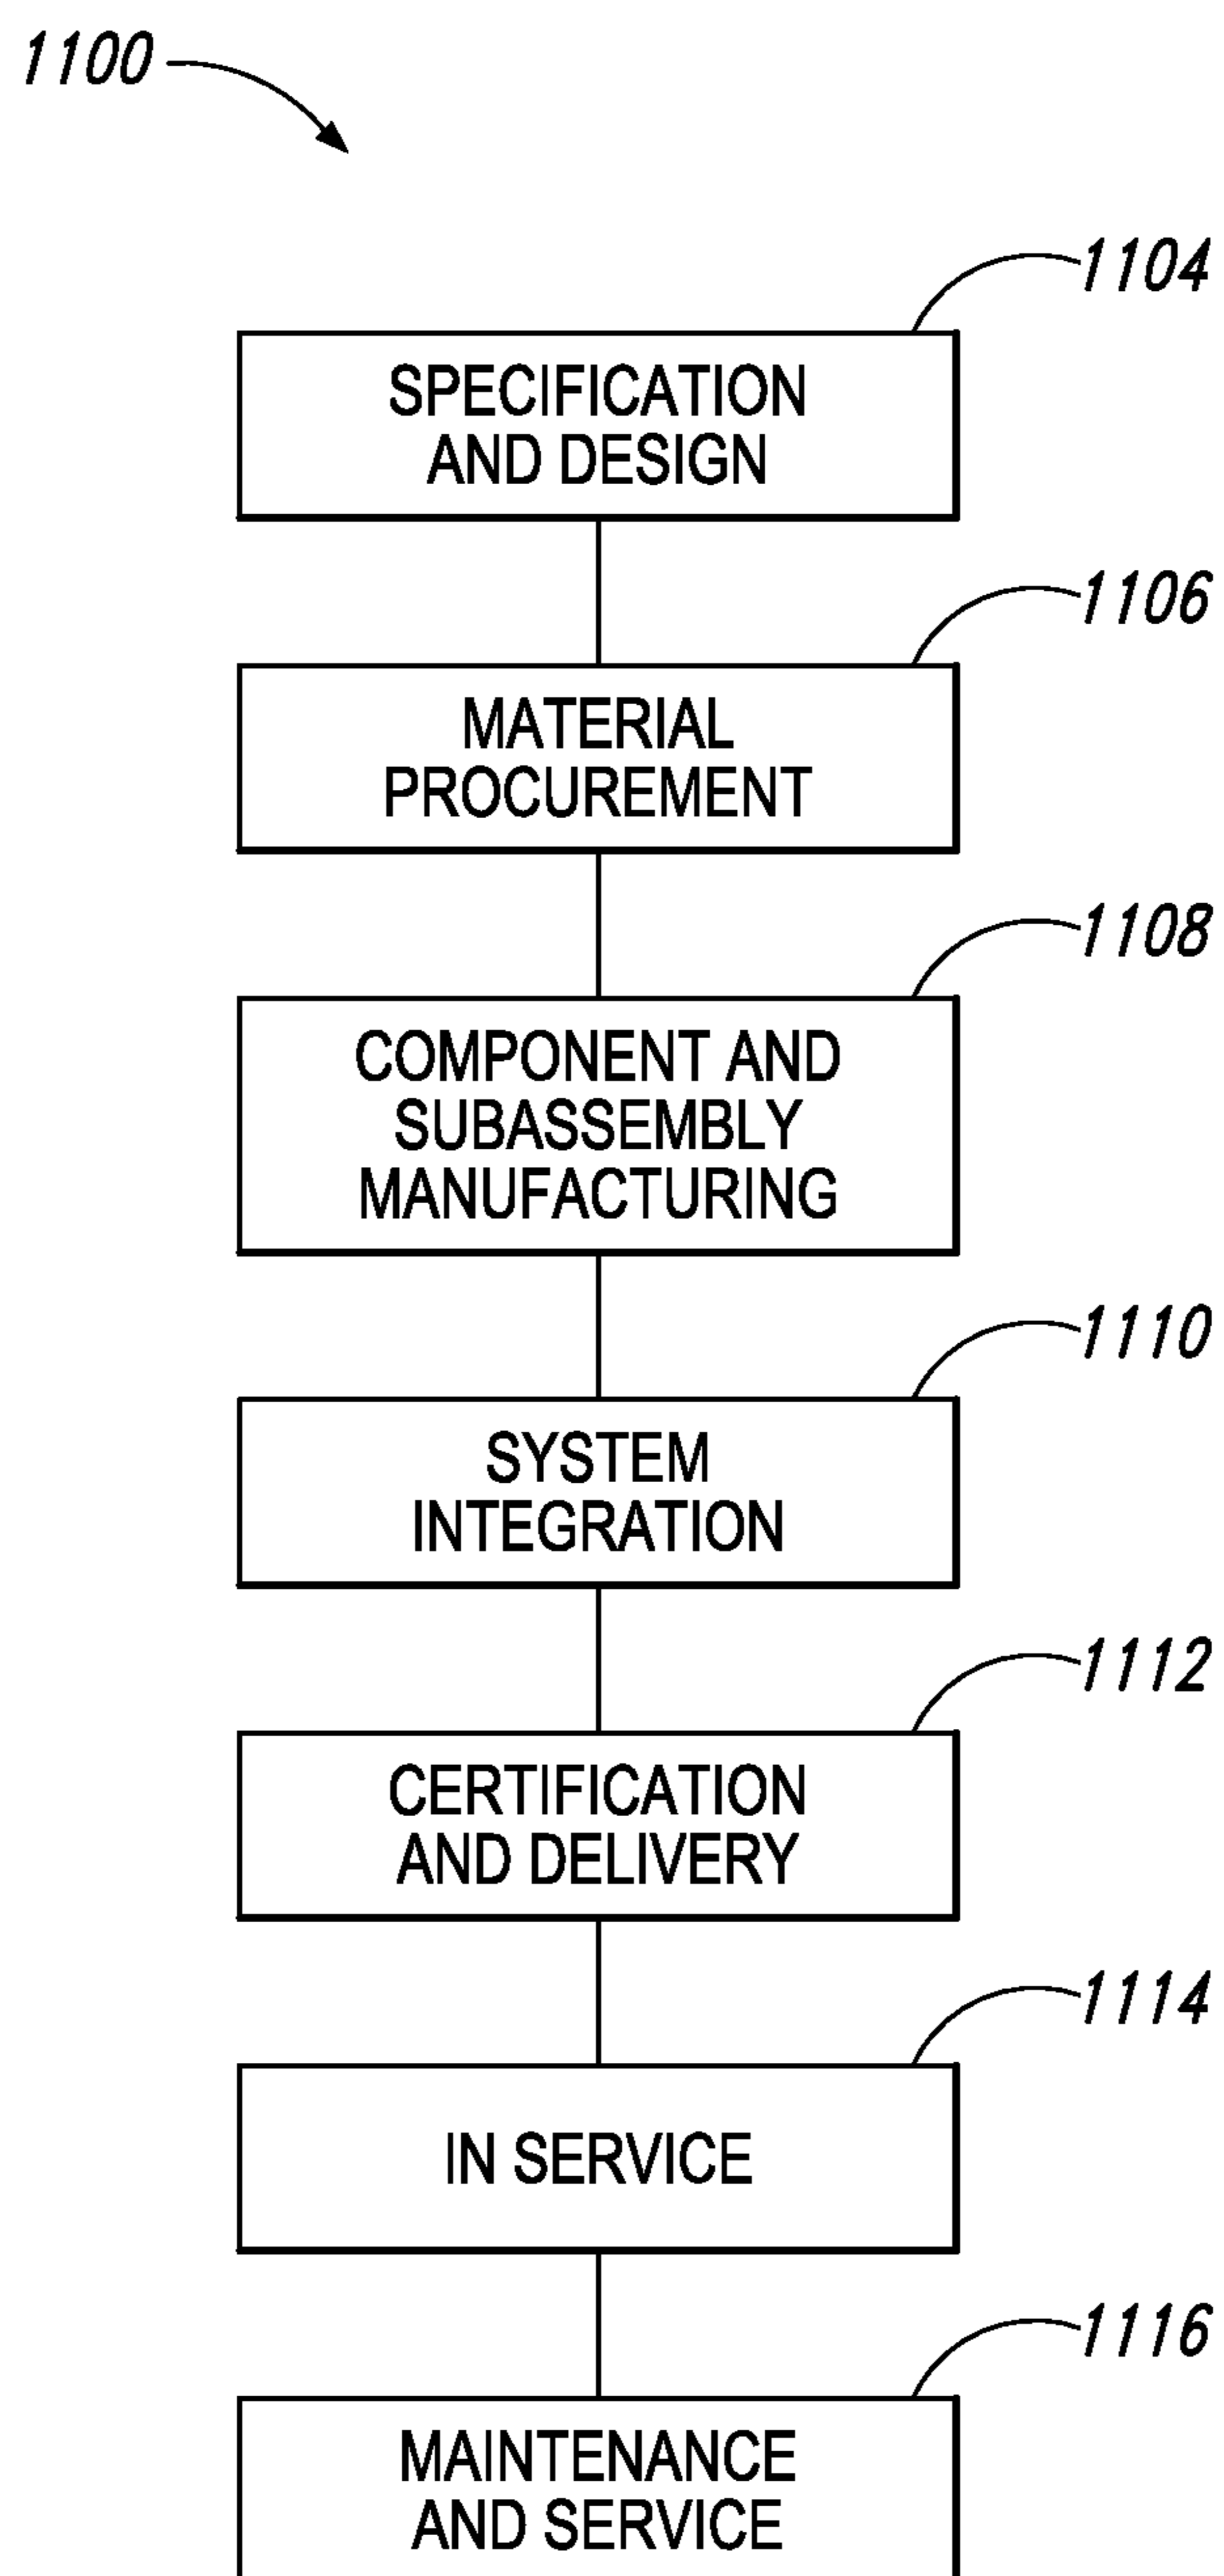 1100
1104
SPECIFICATION
AND DESIGN
1106
MATERIAL
PROCUREMENT
1108
COMPONENT AND
SUBASSEMBLY
MANUFACTURING
1110
SYSTEM
INTEGRATION
1112
CERTIFICATION
AND DELIVERY
1114
IN SERVICE
1116
MAINTENANCE
AND SERVICE